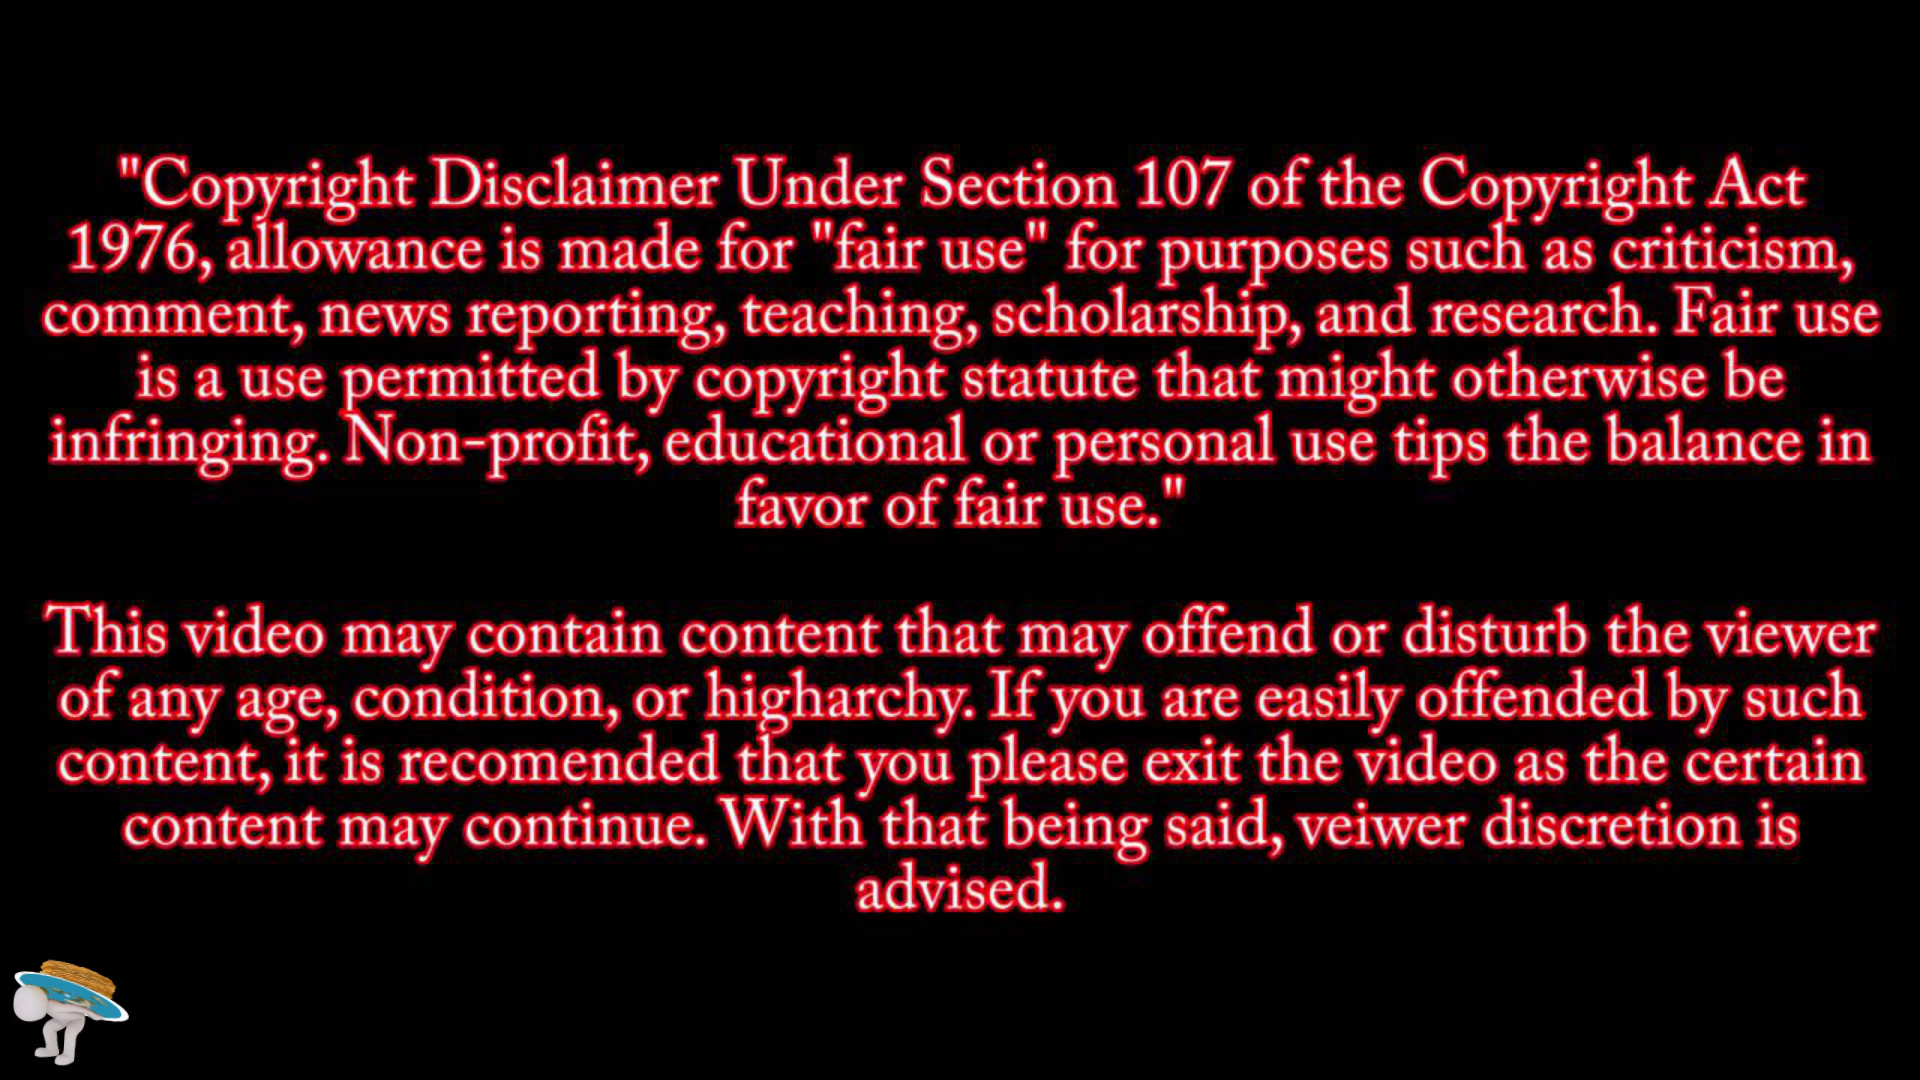 "Copyright Disclaimer Under Section 107 of the Copyright Act
1976, allowance is made for "fair use" for purposes such as criticism,
comment, news reporting, teaching, scholarship, and research. Fair use
is a use permitted by copyright statute that might otherwise be
infringing. Non-profit, educational or personal use tips the balance in
favor of fair use."
This video may contain content that may offend or disturb the viewer
of any age, condition, or higharchy. If you are easily offended by such
content, it is recomended that you please exit the video as the certain
content may continue. With that being said, veiwer discretion is
advised.